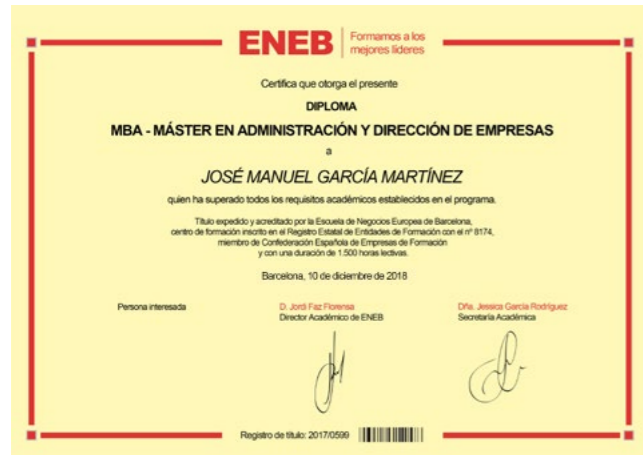 ENEB
Formamos a los
mejores líderes
Certifica que otorga el presente
DIPLOMA
MBA - MÁSTER EN ADMINISTRACIÓN Y DIRECCIÓN DE EMPRESAS
a
JOSÉ MANUEL GARCÍA MARTÍNEZ
quien ha superado todos los requisitos académicos establecidos en el programa.
Título expedido y acreditado por la Escuela de Negocios Europea de Barcelona,
centro de formación inscrito en el Registro Estatal de Entidades de Formación con el nº 8174,
miembro de Confederación Española de Empresas de Formación
y con una duración de 1.500 horas lectivas.
Barcelona, 10 de diciembre de 2018
Persona interesada
D. Jordi Faz Florensa
Director Académico de ENEB
Dña. Jessica García Rodríguez
Secretaría Académica
Registro de título: 2017/0599